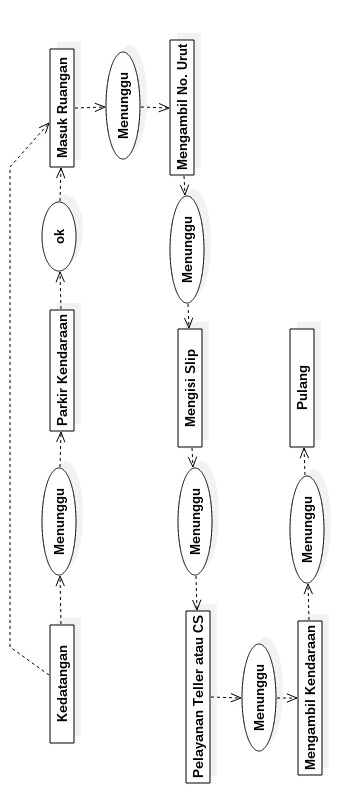 Kedatangan
Menunggu
Parkir Kendaraan
ok
Masuk Ruangan
Menunggu
Mengambil No. Urut
Menunggu
Mengisi Slip
Menunggu
Pelayanan Teller atau CS
Menunggu
Mengambil Kendaraan
Menunggu
Pulang